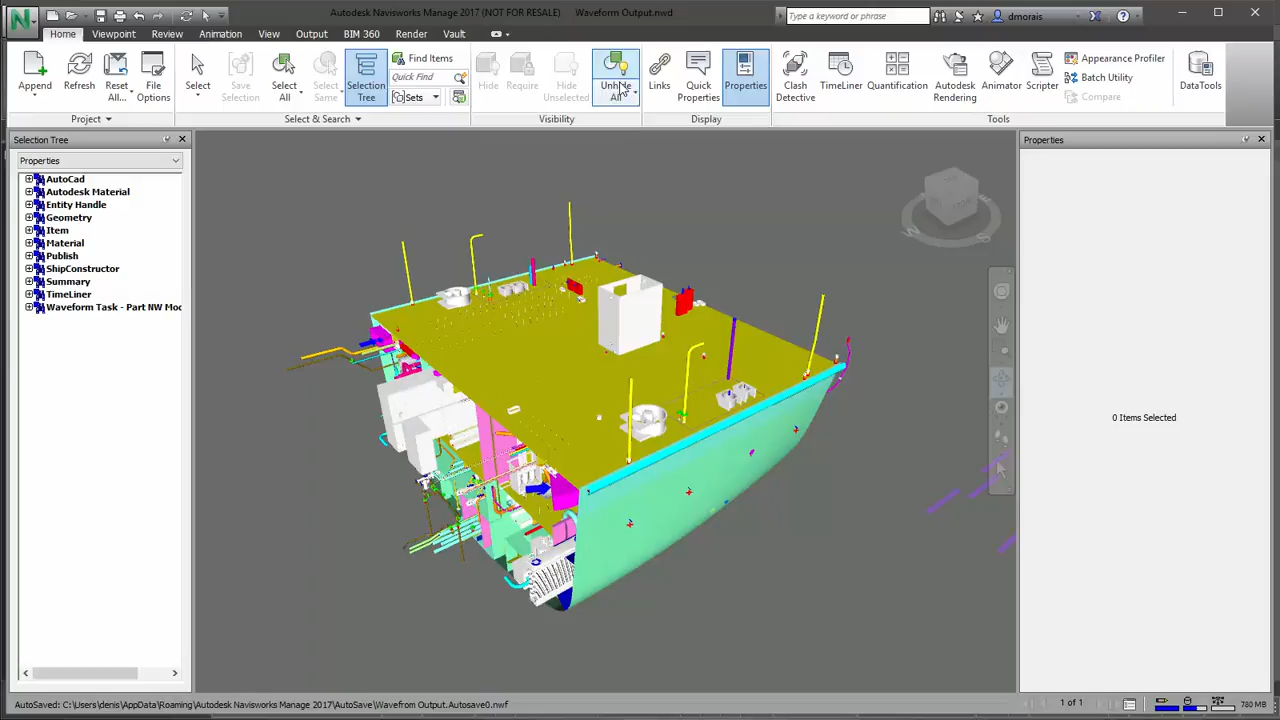 Autodesk Navisworks Manage 2017 (NOT FOR RESALE) Waveform Output.nwd
Type a keyword or phrase
dmorais
Home Viewpoint Review Animation View Output BIM 360 Render Vault
Append
Refresh
Reset All...
File Options
Project
Select
Save Selection
Select All
Select Same
Selection Tree
Find Items
Quick Find
Sets
Select & Search
Hide
Require
Hide Unselected
Unhide All
Visibility
Links
Quick Properties
Properties
Display
Clash Detective
TimeLiner
Quantification
Autodesk Rendering
Animator
Scripter
Appearance Profiler
Batch Utility
Compare
DataTools
Tools
Selection Tree
Properties
AutoCad
Autodesk Material
Entity Handle
Geometry
Item
Material
Publish
ShipConstructor
Summary
TimeLiner
Waveform Task - Part NW Mod
Properties
0 Items Selected
AutoSaved: C:\Users\denis\AppData\Roaming\Autodesk Navisworks Manage 2017\AutoSave\Wavefrom Output.Autosave0.nwf
1 of 1
780 MB